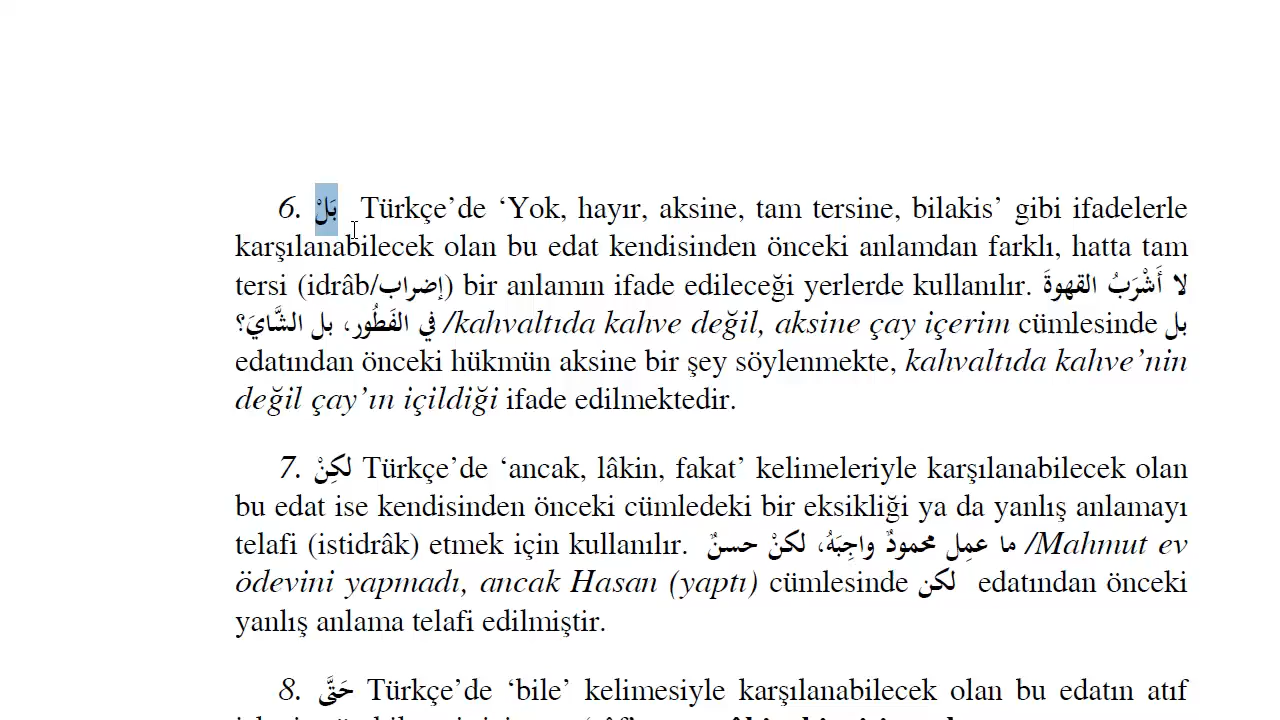 6. بَلْ Türkçe’de ‘Yok, hayır, aksine, tam tersine, bilakis’ gibi ifadelerle
karşılanabilecek olan bu edat kendisinden önceki anlamdan farklı, hatta tam
tersi (idrâb/إضراب) bir anlamın ifade edileceği yerlerde kullanılır. لا أَشْرَبُ القهوةَ
في الفَطُور، بل الشَّايَ؟ /kahvaltıda kahve değil, aksine çay içerim cümlesinde بل
edatından önceki hükmün aksine bir şey söylenmekte, kahvaltıda kahve’nin
değil çay’ın içildiği ifade edilmektedir.
7. لكِنْ Türkçe’de ‘ancak, lâkin, fakat’ kelimeleriyle karşılanabilecek olan
bu edat ise kendisinden önceki cümledeki bir eksikliği ya da yanlış anlamayı
telafi (istidrâk) etmek için kullanılır. ما عمِل محمودٌ واجِبَهُ، لكنْ حسنٌ /Mahmut ev
ödevini yapmadı, ancak Hasan (yaptı) cümlesinde لكن edatından önceki
yanlış anlama telafi edilmiştir.
8. حَتَّى Türkçe’de ‘bile’ kelimesiyle karşılanabilecek olan bu edatın atıf